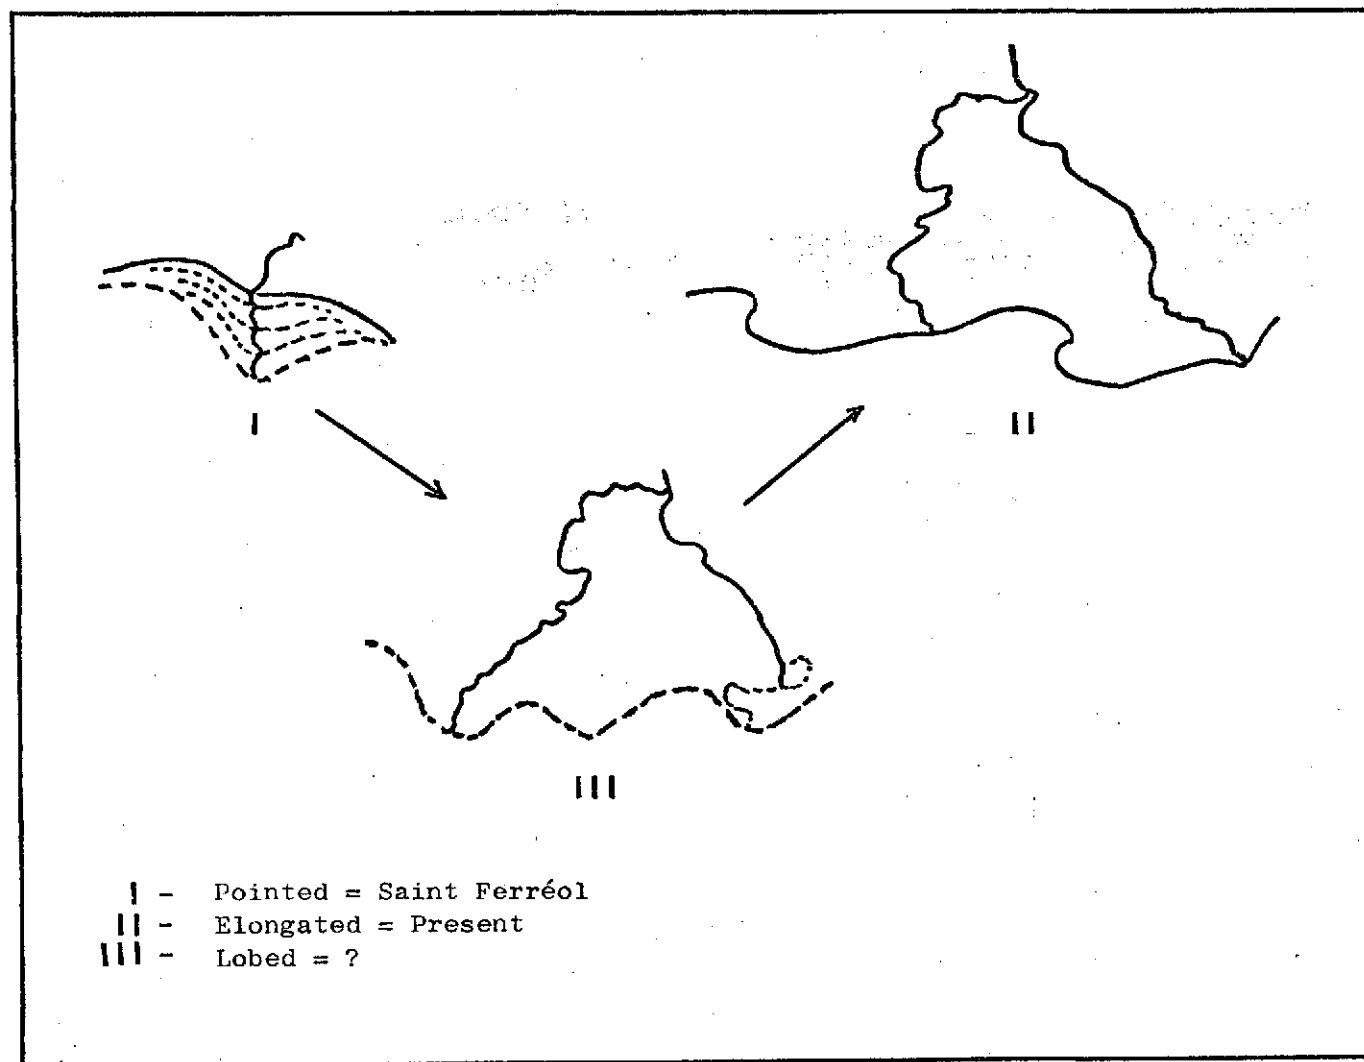 I
II
III
I - Pointed = Saint Ferréol
II - Elongated = Present
III - Lobed = ?